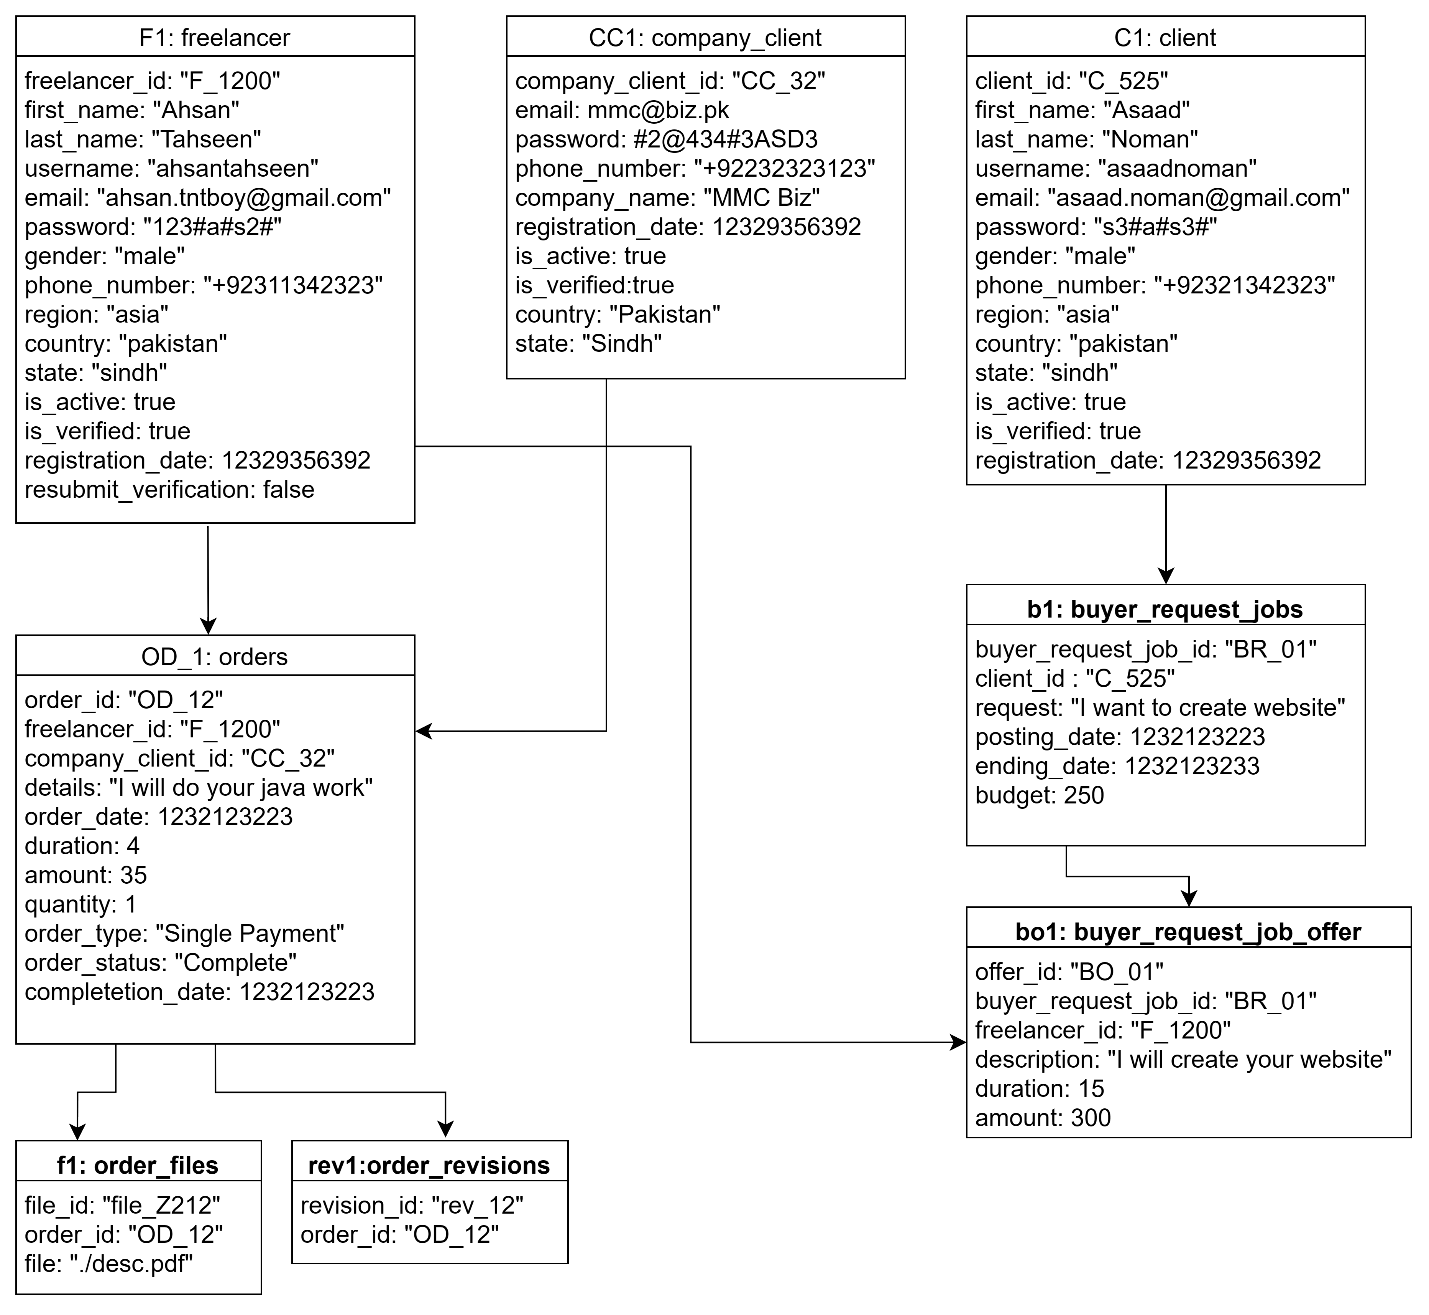 F1: freelancer
freelancer_id: "F_1200"
first_name: "Ahsan"
last_name: "Tahseen"
username: "ahsantahseen"
email: "ahsan.tntboy@gmail.com"
password: "123#a#s2#"
gender: "male"
phone_number: "+92311342323"
region: "asia"
country: "pakistan"
state: "sindh"
is_active: true
is_verified: true
registration_date: 12329356392
resubmit_verification: false
CC1: company_client
company_client_id: "CC_32"
email: mmc@biz.pk
password: #2@434#3ASD3
phone_number: "+92232323123"
company_name: "MMC Biz"
registration_date: 12329356392
is_active: true
is_verified:true
country: "Pakistan"
state: "Sindh"
C1: client
client_id: "C_525"
first_name: "Asaad"
last_name: "Noman"
username: "asaadnoman"
email: "asaad.noman@gmail.com"
password: "s3#a#s3#"
gender: "male"
phone_number: "+92321342323"
region: "asia"
country: "pakistan"
state: "sindh"
is_active: true
is_verified: true
registration_date: 12329356392
OD_1: orders
order_id: "OD_12"
freelancer_id: "F_1200"
company_client_id: "CC_32"
details: "I will do your java work"
order_date: 1232123223
duration: 4
amount: 35
quantity: 1
order_type: "Single Payment"
order_status: "Complete"
completetion_date: 1232123223
b1: buyer_request_jobs
buyer_request_job_id: "BR_01"
client_id : "C_525"
request: "I want to create website"
posting_date: 1232123223
ending_date: 1232123233
budget: 250
bo1: buyer_request_job_offer
offer_id: "BO_01"
buyer_request_job_id: "BR_01"
freelancer_id: "F_1200"
description: "I will create your website"
duration: 15
amount: 300
f1: order_files
file_id: "file_Z212"
order_id: "OD_12"
file: "./desc.pdf"
rev1:order_revisions
revision_id: "rev_12"
order_id: "OD_12"